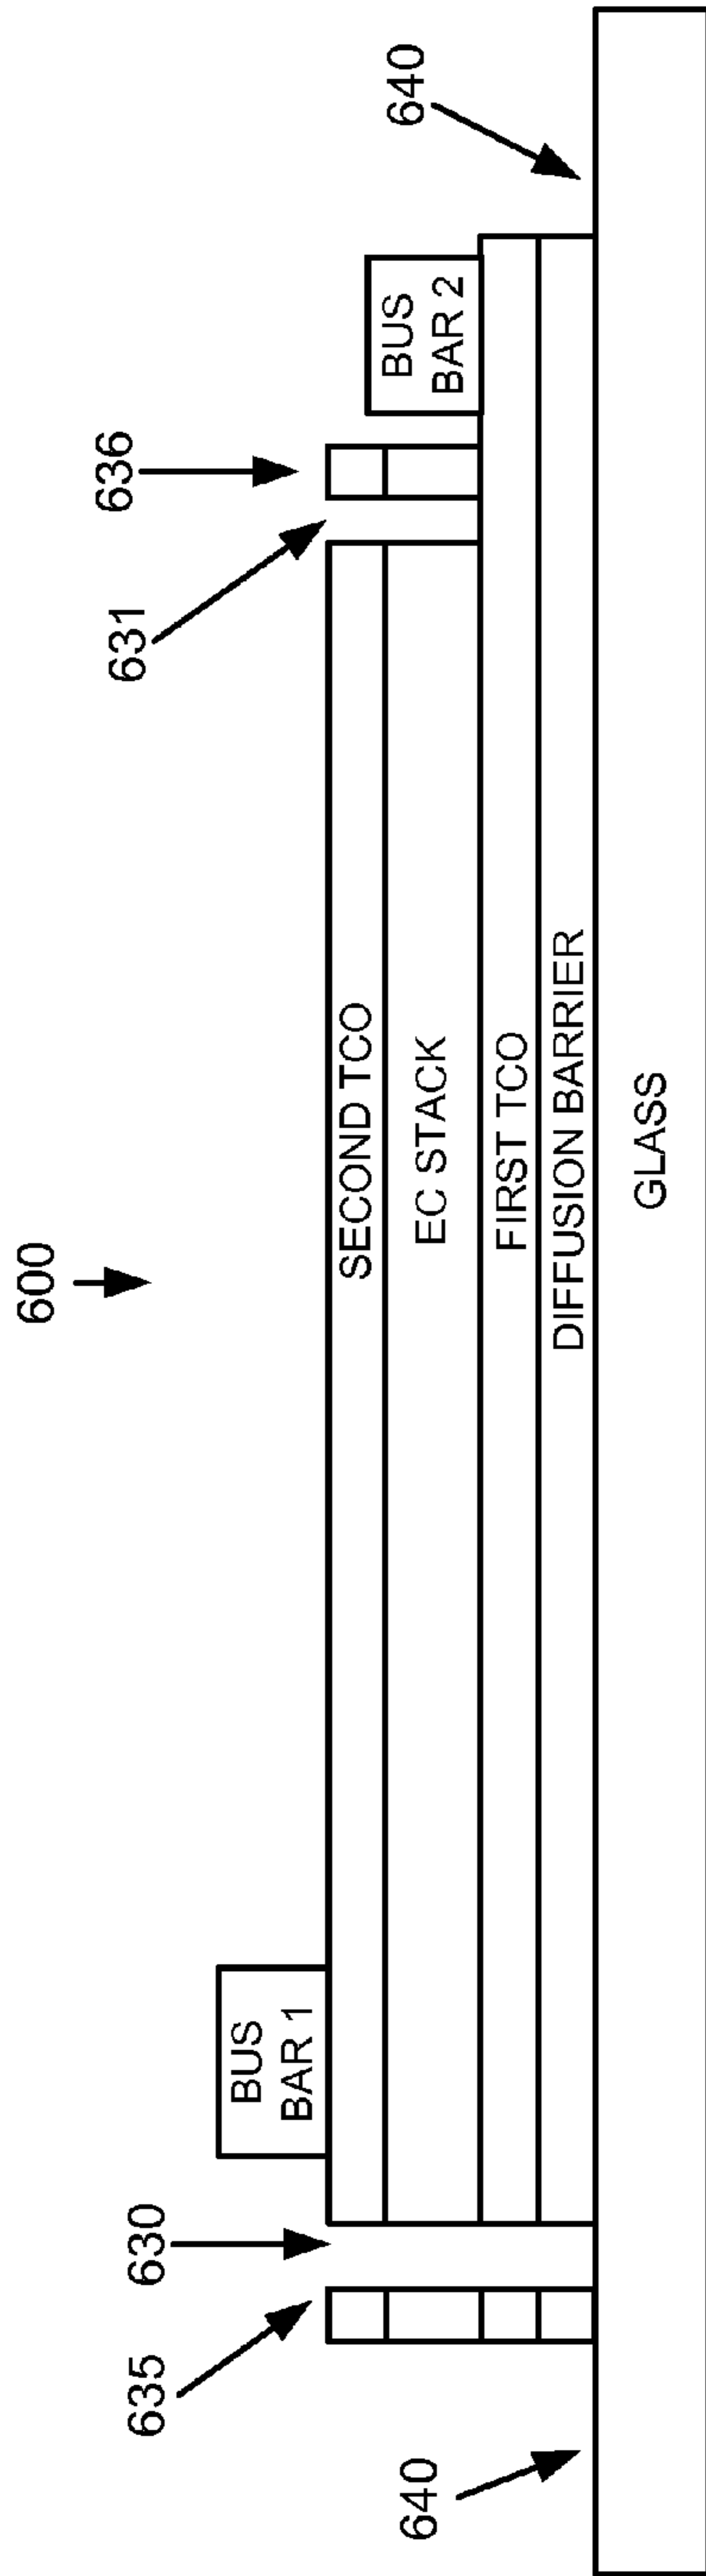 600
640
635
630
BUS
BAR 1
631
636
BUS
BAR 2
640
SECOND TCO
EC STACK
FIRST TCO
DIFFUSION BARRIER
GLASS